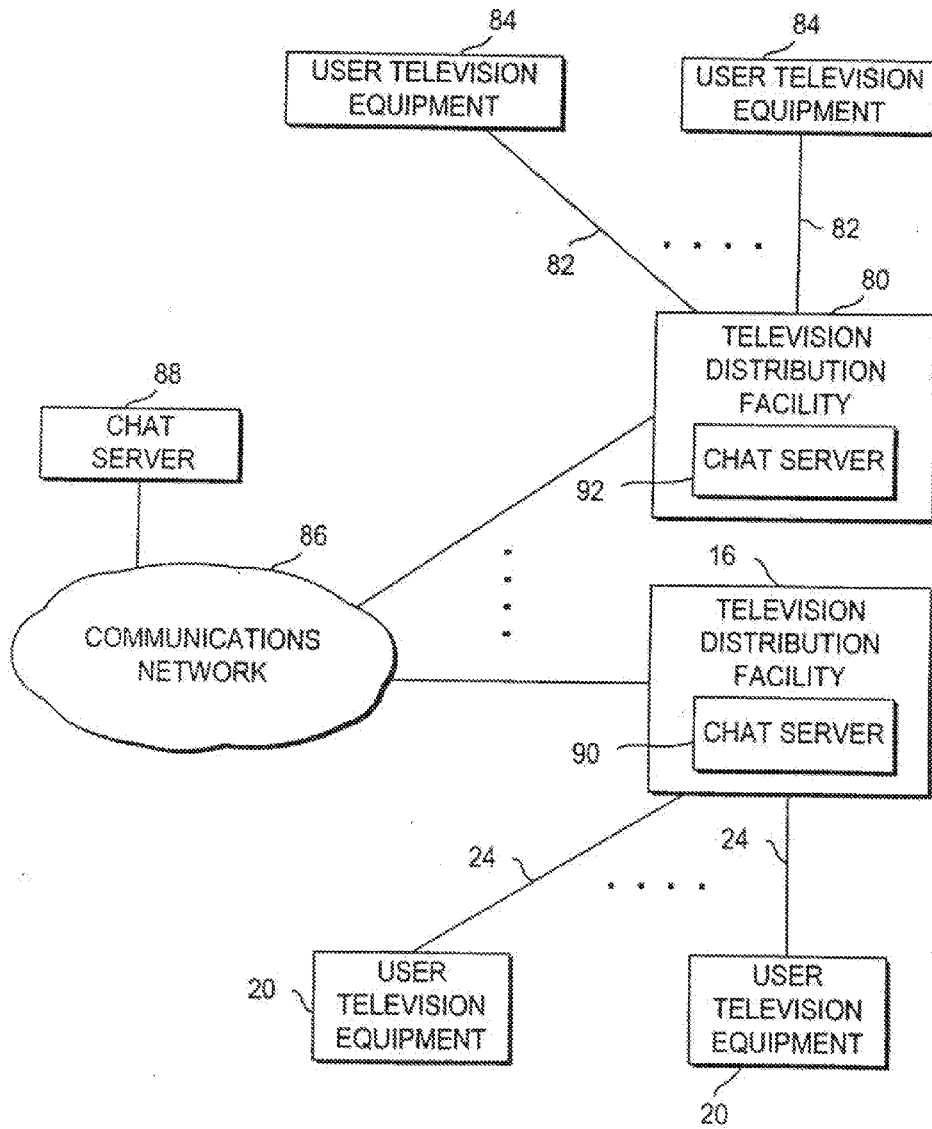 84
84
USER TELEVISION
EQUIPMENT
USER TELEVISION
EQUIPMENT
82
82
80
TELEVISION
DISTRIBUTION
FACILITY
CHAT SERVER
92
88
CHAT
SERVER
86
COMMUNICATIONS
NETWORK
16
TELEVISION
DISTRIBUTION
FACILITY
CHAT SERVER
90
24
24
20
USER
TELEVISION
EQUIPMENT
USER
TELEVISION
EQUIPMENT
20